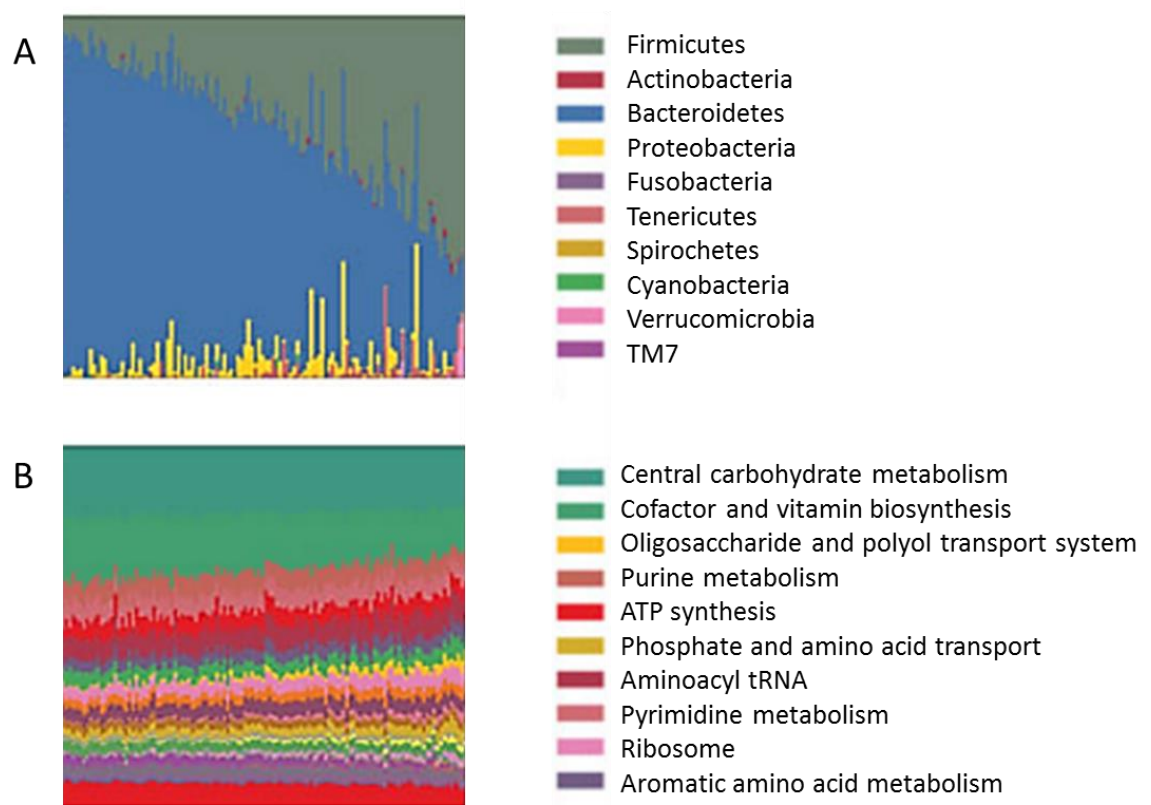 A
Firmicutes
Actinobacteria
Bacteroidetes
Proteobacteria
Fusobacteria
Tenericutes
Spirochetes
Cyanobacteria
Verrucomicrobia
TM7
B
Central carbohydrate metabolism
Cofactor and vitamin biosynthesis
Oligosaccharide and polyol transport system
Purine metabolism
ATP synthesis
Phosphate and amino acid transport
Aminoacyl tRNA
Pyrimidine metabolism
Ribosome
Aromatic amino acid metabolism